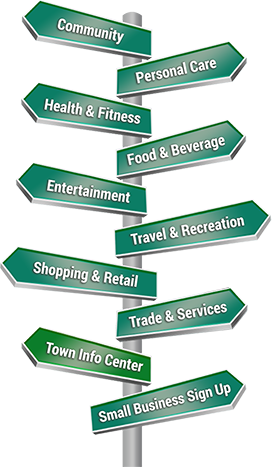 Community
Personal Care
Health & Fitness
Food & Beverage
Entertainment
Travel & Recreation
Shopping & Retail
Trade & Services
Town Info Center
Small Business Sign Up